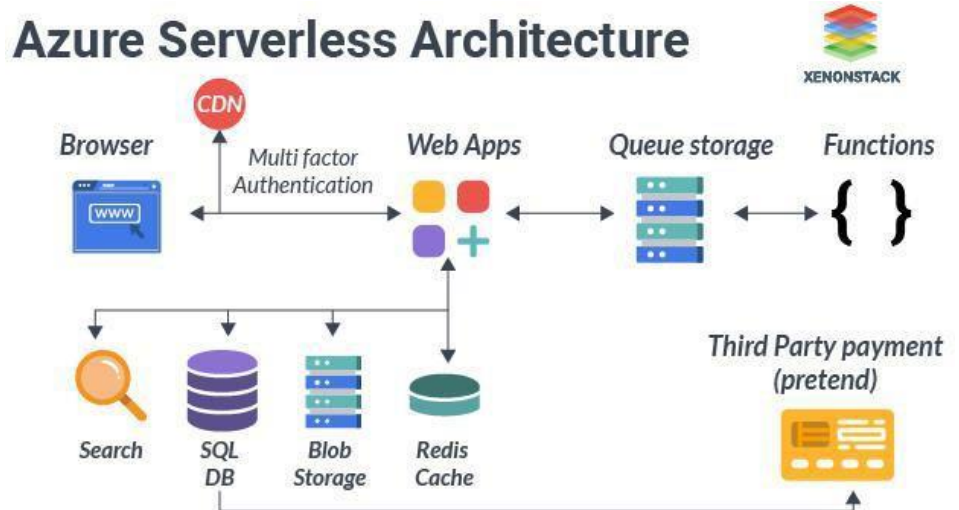 Azure Serverless Architecture
XENONSTACK
CDN
Browser
Multi factor
Authentication
Web Apps
Queue storage
Functions
WWW
{ }
Third Party payment
(pretend)
Search
SQL
DB
Blob
Storage
Redis
Cache